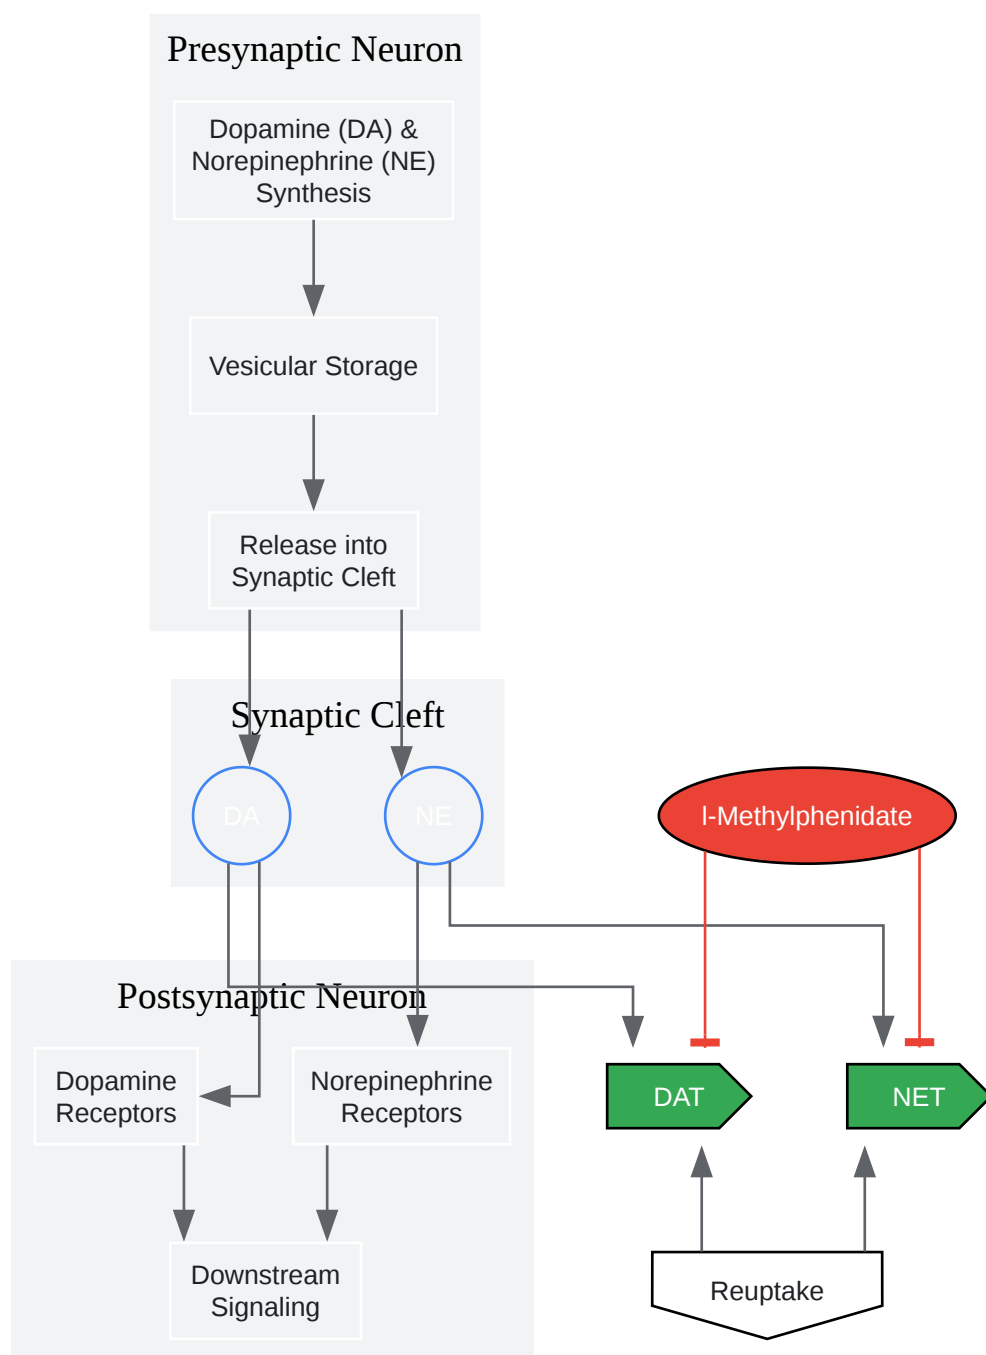 Presynaptic Neuron
Dopamine (DA) &
Norepinephrine (NE)
Synthesis
Vesicular Storage
Release into
Synaptic Cleft
Synaptic Cleft
DA
NE
l-Methylphenidate
Postsynaptic Neuron
Dopamine
Receptors
Norepinephrine
Receptors
DAT
NET
Downstream
Signaling
Reuptake